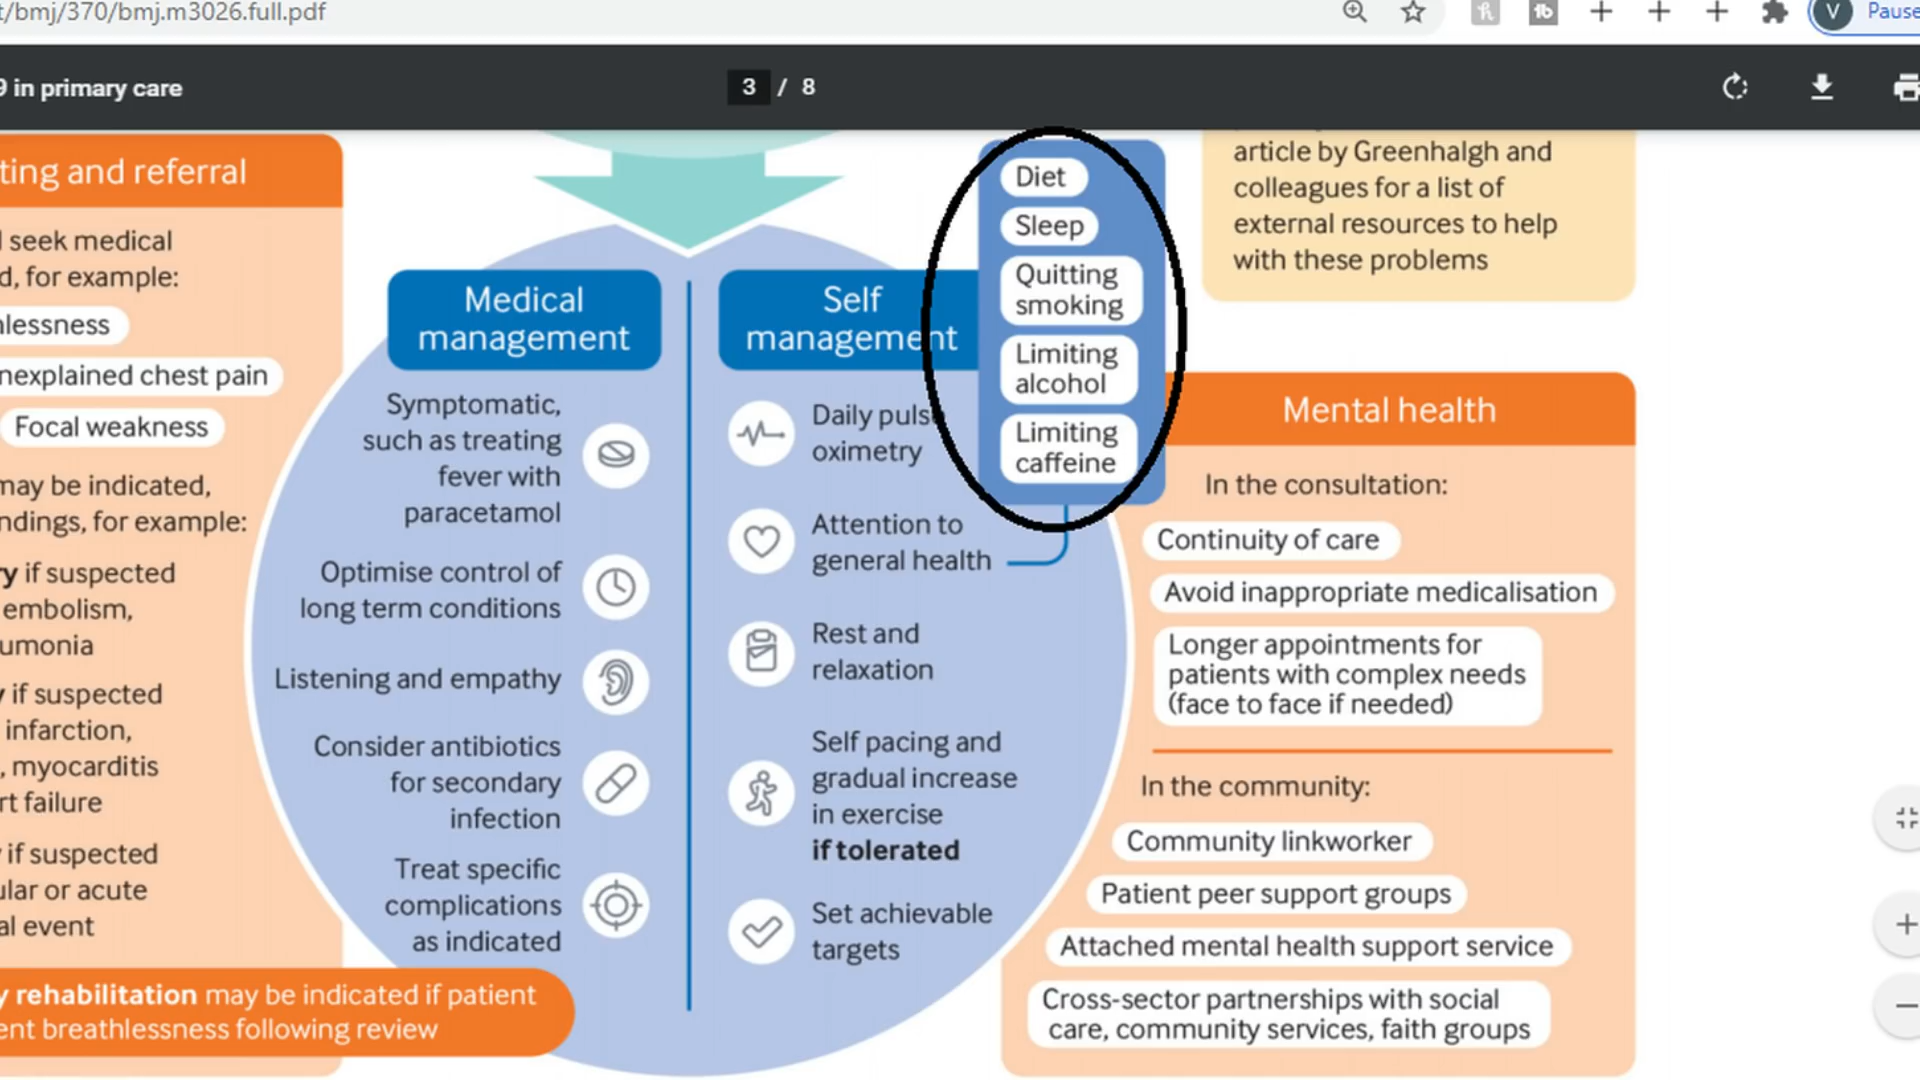 t/bmj/370/bmj.m3026.full.pdf
V
Pause
9 in primary care
3 / 8
ting and referral
l seek medical
d, for example:
nlessness
nexplained chest pain
Focal weakness
may be indicated,
ndings, for example:
ry if suspected
embolism,
umonia
y if suspected
infarction,
, myocarditis
rt failure
y if suspected
ular or acute
al event
y rehabilitation may be indicated if patient
ent breathlessness following review
Medical
management
Symptomatic,
such as treating
fever with
paracetamol
Optimise control of
long term conditions
Listening and empathy
Consider antibiotics
for secondary
infection
Treat specific
complications
as indicated
Self
management
Daily puls
oximetry
Attention to
general health
Rest and
relaxation
Self pacing and
gradual increase
in exercise
if tolerated
Set achievable
targets
Diet
Sleep
Quitting
smoking
Limiting
alcohol
Limiting
caffeine
article by Greenhalgh and
colleagues for a list of
external resources to help
with these problems
Mental health
In the consultation:
Continuity of care
Avoid inappropriate medicalisation
Longer appointments for
patients with complex needs
(face to face if needed)
In the community:
Community linkworker
Patient peer support groups
Attached mental health support service
Cross-sector partnerships with social
care, community services, faith groups